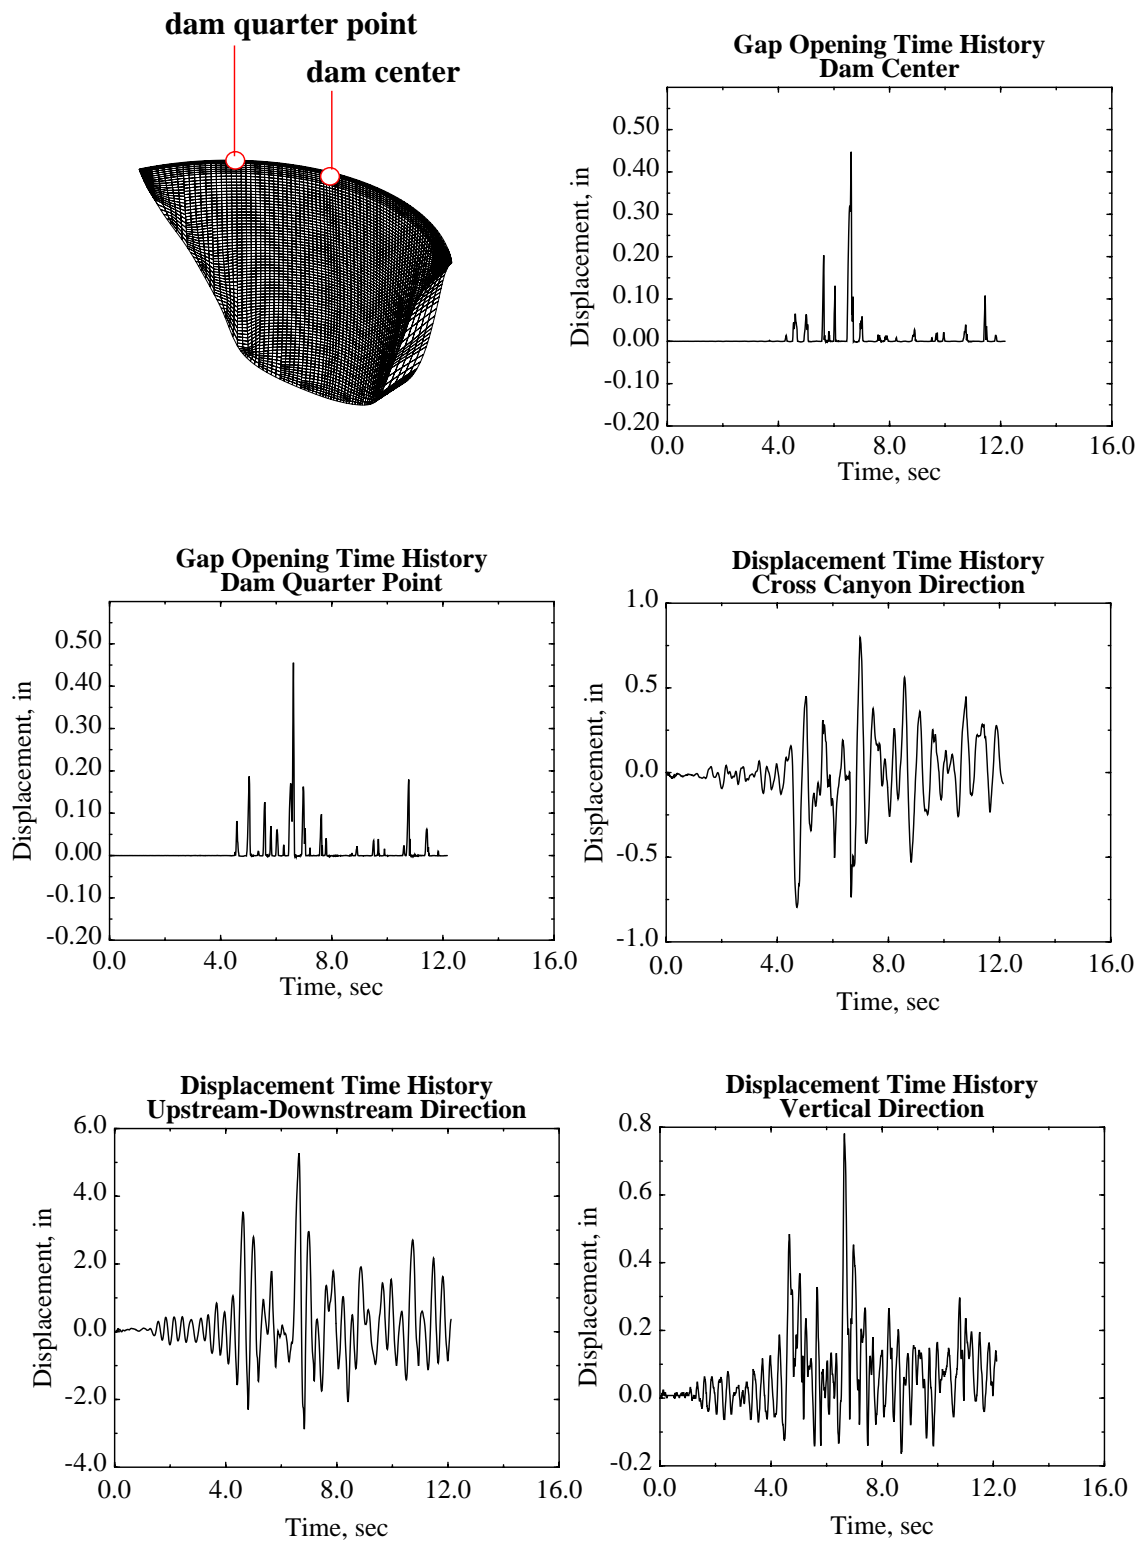 dam quarter point
dam center
Gap Opening Time History
Dam Center
0.50
0.40
0.30
0.20
0.10
0.00
-0.10
-0.20
Displacement, in
0.0 4.0 8.0 12.0 16.0
Time, sec
Gap Opening Time History
Dam Quarter Point
0.50
0.40
0.30
0.20
0.10
0.00
-0.10
-0.20
Displacement, in
0.0 4.0 8.0 12.0 16.0
Time, sec
Displacement Time History
Cross Canyon Direction
1.0
0.5
0.0
-0.5
-1.0
Displacement, in
0.0 4.0 8.0 12.0 16.0
Time, sec
Displacement Time History
Upstream-Downstream Direction
6.0
4.0
2.0
0.0
-2.0
-4.0
Displacement, in
0.0 4.0 8.0 12.0 16.0
Time, sec
Displacement Time History
Vertical Direction
0.8
0.6
0.4
0.2
0.0
-0.2
Displacement, in
0.0 4.0 8.0 12.0 16.0
Time, sec